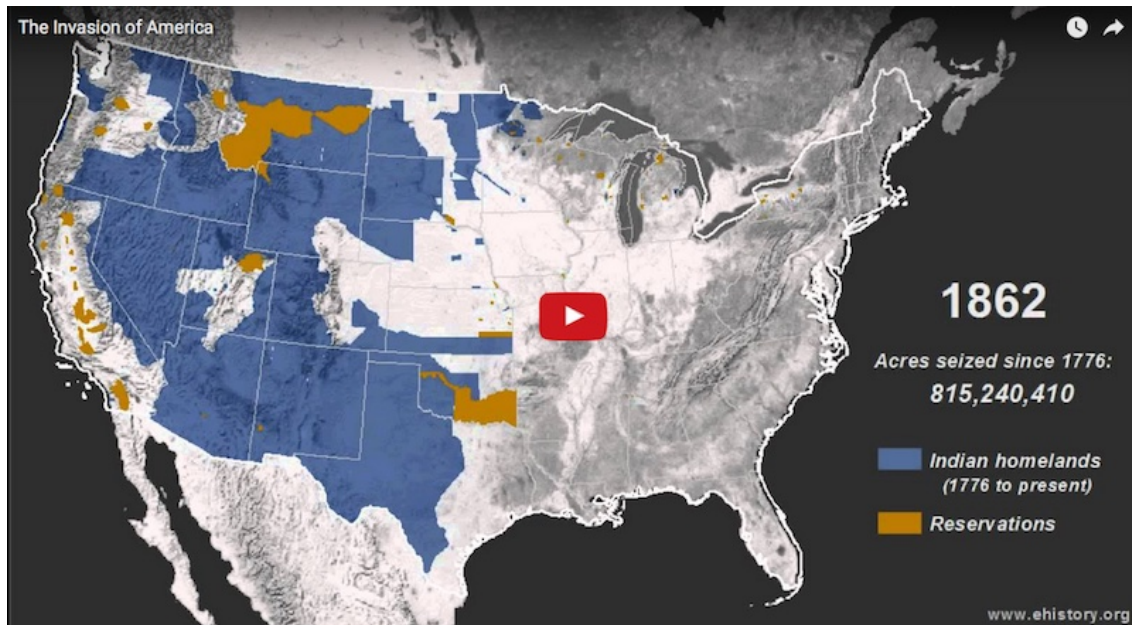 The Invasion of America
1862
Acres seized since 1776:
815,240,410
Indian homelands
(1776 to present)
Reservations
www.ehistory.org